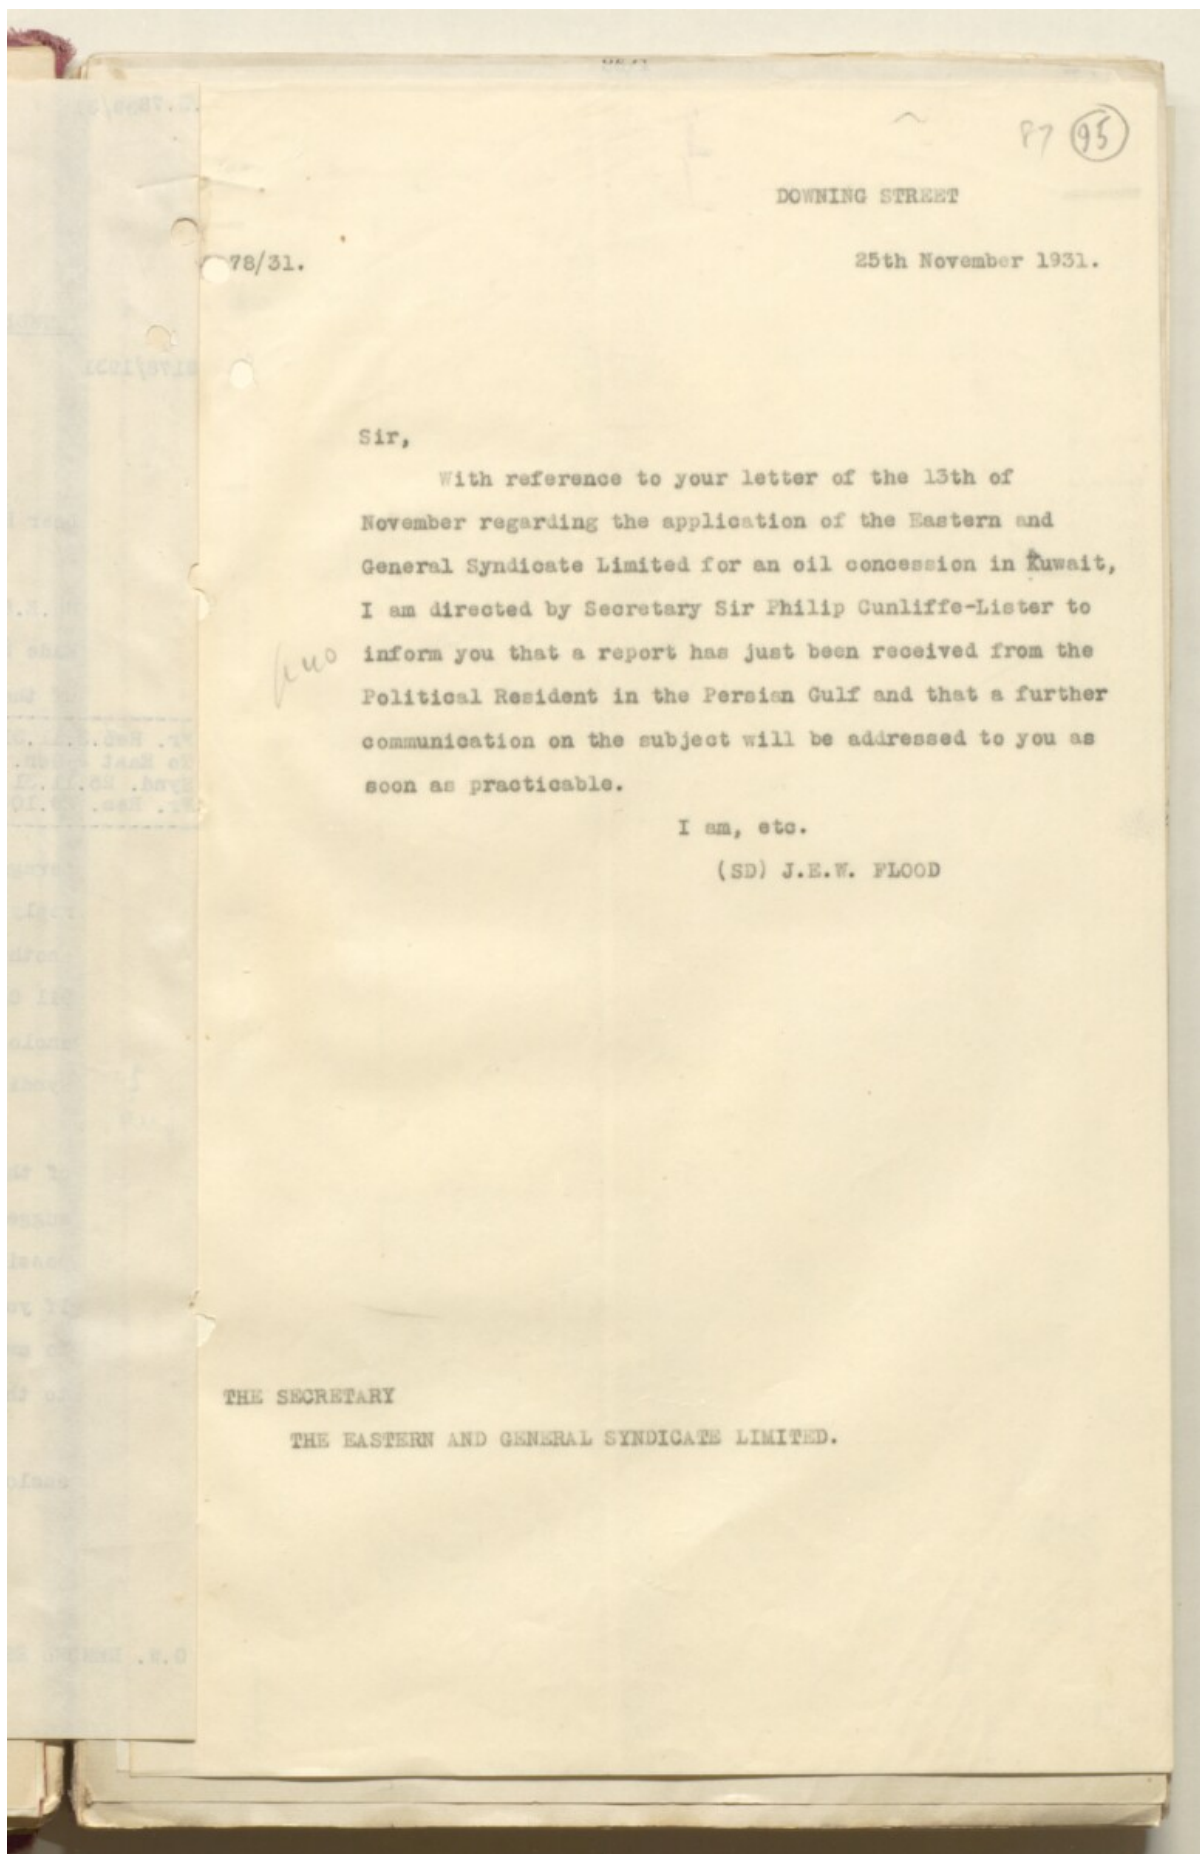 87 95
DOWNING STREET
78/31.
25th November 1931.
Sir,
With reference to your letter of the 13th of
November regarding the application of the Eastern and
General Syndicate Limited for an oil concession in Kuwait,
I am directed by Secretary Sir Philip Cunliffe-Lister to
inform you that a report has just been received from the
Political Resident in the Persian Gulf and that a further
communication on the subject will be addressed to you as
soon as practicable.
I am, etc.
(SD) J.E.W. FLOOD
THE SECRETARY
THE EASTERN AND GENERAL SYNDICATE LIMITED.